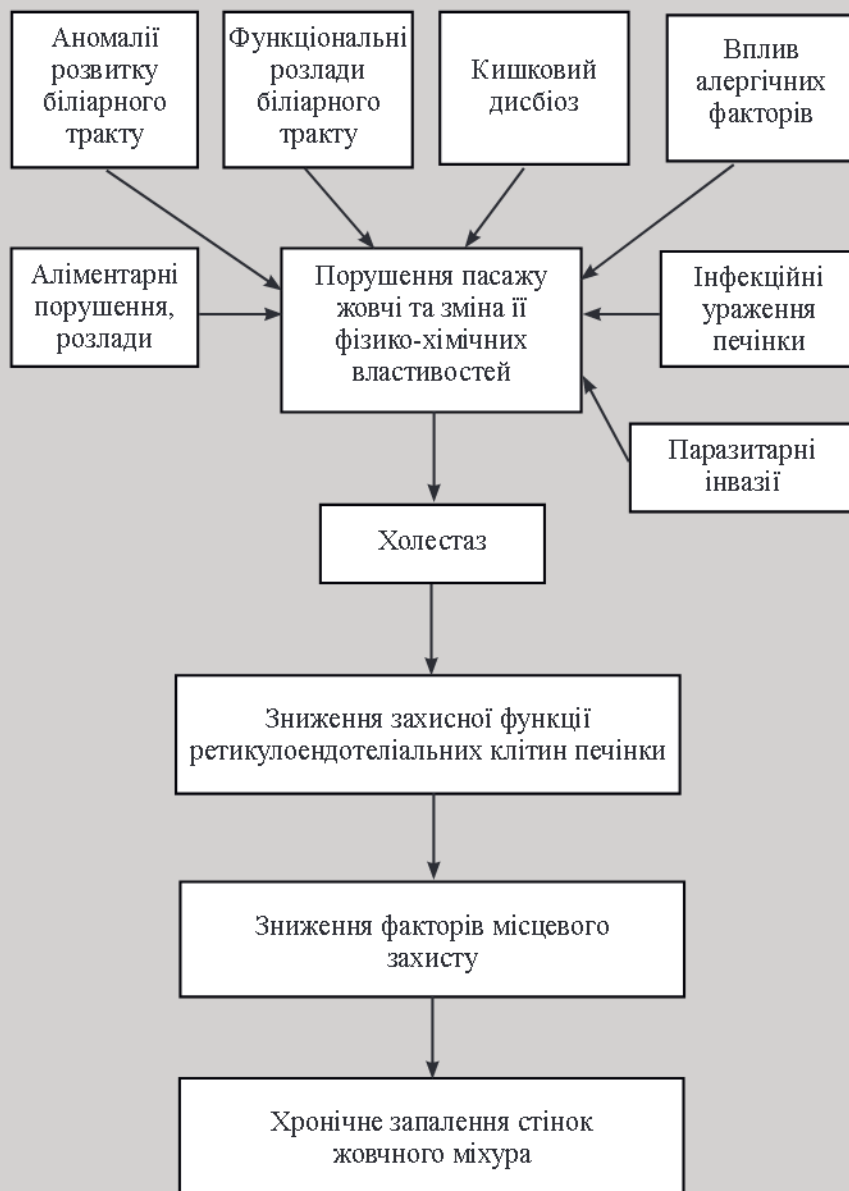 Аномалії
розвитку
біліарного
тракту
Функціональні
розлади
біліарного
тракту
Кишковий
дисбіоз
Вплив
алергічних
факторів
Аліментарні
порушення,
розлади
Порушення пасажу
жовчі та зміна її
фізико-хімічних
властивостей
Інфекційні
ураження
печінки
Паразитарні
інвазії
Холестаз
Зниження захисної функції
ретикулоендотеліальних клітин печінки
Зниження факторів місцевого
захисту
Хронічне запалення стінок
жовчного міхура